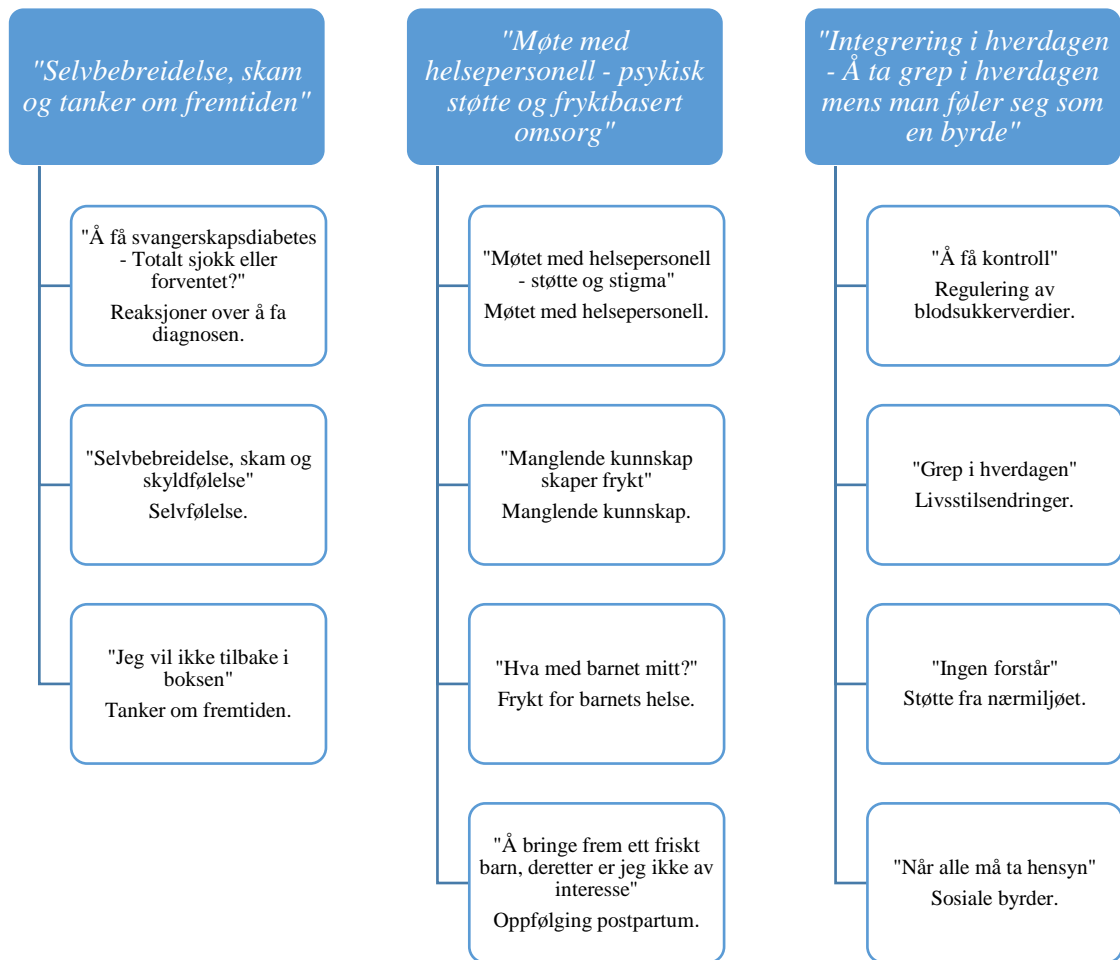 "Selvbebreidelse, skam
og tanker om fremtiden"
"Å få svangerskapsdiabetes
- Totalt sjokk eller
forventet?"
Reaksjoner over å fa
diagnosen.
"Selvbebreidelse, skam og
skyldfølelse"
Selvfølelse.
"Jeg vil ikke tilbake i
boksen"
Tanker om fremtiden.
"Møte med
helsepersonell - psykisk
støtte og fryktbasert
omsorg"
"Møtet med helsepersonell
- støtte og stigma"
Møtet med helsepersonell.
"Manglende kunnskap
skaper frykt"
Manglende kunnskap.
"Hva med barnet mitt?"
Frykt for barnets helse.
"Å bringe frem ett friskt
barn, deretter er jeg ikke av
interesse"
Oppfølging postpartum.
"Integrering i hverdagen
- Å ta grep i hverdagen
mens man føler seg som
en byrde"
"Å få kontroll"
Regulering av
blodsukkerverdier.
"Grep i hverdagen"
Livsstilsendringer.
"Ingen forstår"
Støtte fra nærmiljøet.
"Når alle må ta hensyn"
Sosiale byrder.